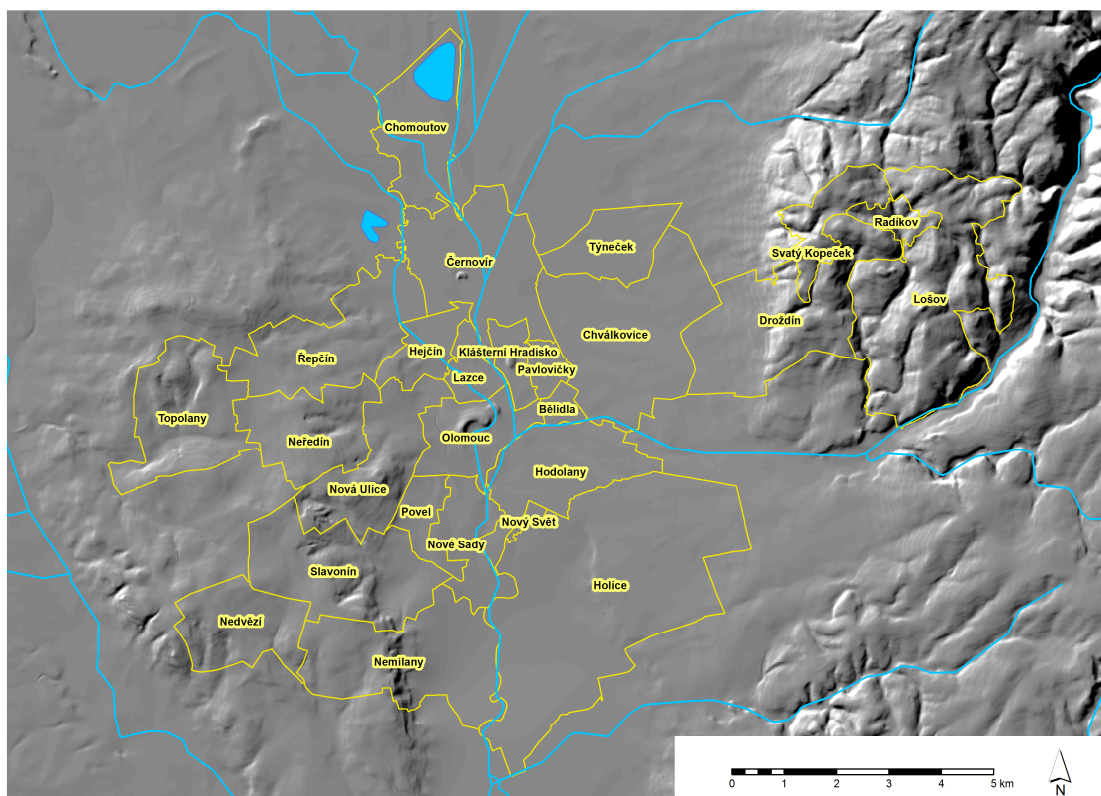 Chomoutov
Radíkov
Týneček
Svatý Kopeček
Černovír
Lošov
Droždín
Chválkovice
Hejčín
Klášterní Hradisko
Řepčín
Pavlovičky
Lazce
Bělidla
Topolany
Neředín
Olomouc
Hodolany
Nová Ulice
Povel
Nový Svět
Nové Sady
Slavonín
Holice
Nedvězí
Nemilany
0 1 2 3 4 5 km
N